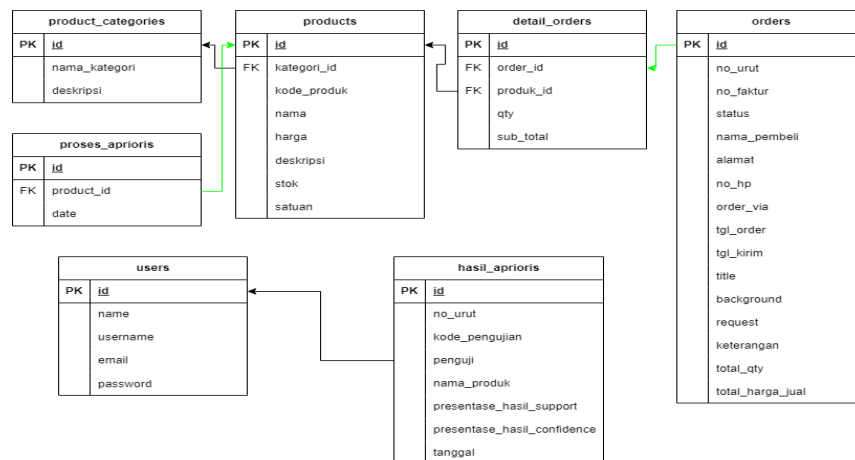 product_categories
PK id
nama_kategori
deskripsi
products
PK id
FK kategori_id
kode_produk
nama
harga
deskripsi
stok
satuan
detail_orders
PK id
FK order_id
FK produk_id
qty
sub_total
orders
PK id
no_urut
no_faktur
status
nama_pembeli
alamat
no_hp
order_via
tgl_order
tgl_kirim
title
background
request
keterangan
total_qty
total_harga_jual
proses_aprioris
PK id
FK product_id
date
users
PK id
name
username
email
password
hasil_aprioris
PK id
no_urut
kode_pengujian
penguji
nama_produk
presentase_hasil_support
presentase_hasil_confidence
tanggal